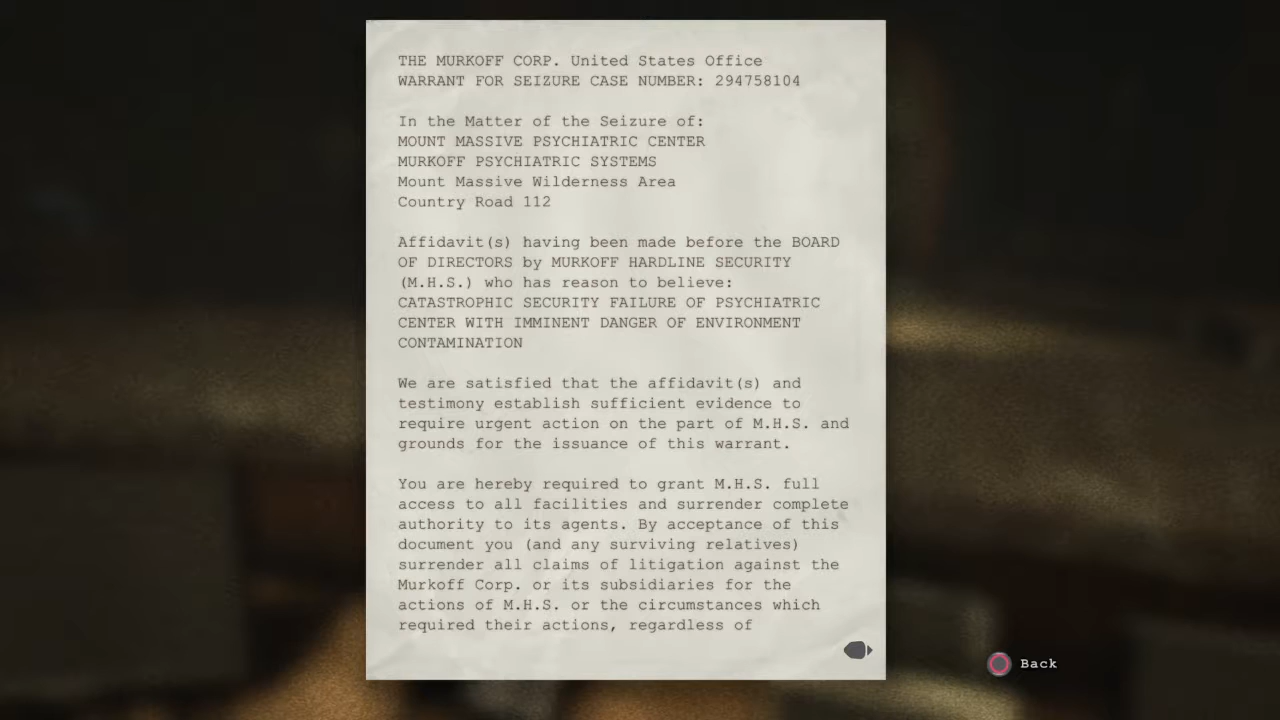 THE MURKOFF CORP. United States Office
WARRANT FOR SEIZURE CASE NUMBER: 294758104
In the Matter of the Seizure of:
MOUNT MASSIVE PSYCHIATRIC CENTER
MURKOFF PSYCHIATRIC SYSTEMS
Mount Massive Wilderness Area
Country Road 112
Affidavit(s) having been made before the BOARD
OF DIRECTORS by MURKOFF HARDLINE SECURITY
(M.H.S.) who has reason to believe:
CATASTROPHIC SECURITY FAILURE OF PSYCHIATRIC
CENTER WITH IMMINENT DANGER OF ENVIRONMENT
CONTAMINATION
We are satisfied that the affidavit(s) and
testimony establish sufficient evidence to
require urgent action on the part of M.H.S. and
grounds for the issuance of this warrant.
You are hereby required to grant M.H.S. full
access to all facilities and surrender complete
authority to its agents. By acceptance of this
document you (and any surviving relatives)
surrender all claims of litigation against the
Murkoff Corp. or its subsidiaries for the
actions of M.H.S. or the circumstances which
required their actions, regardless of
Back